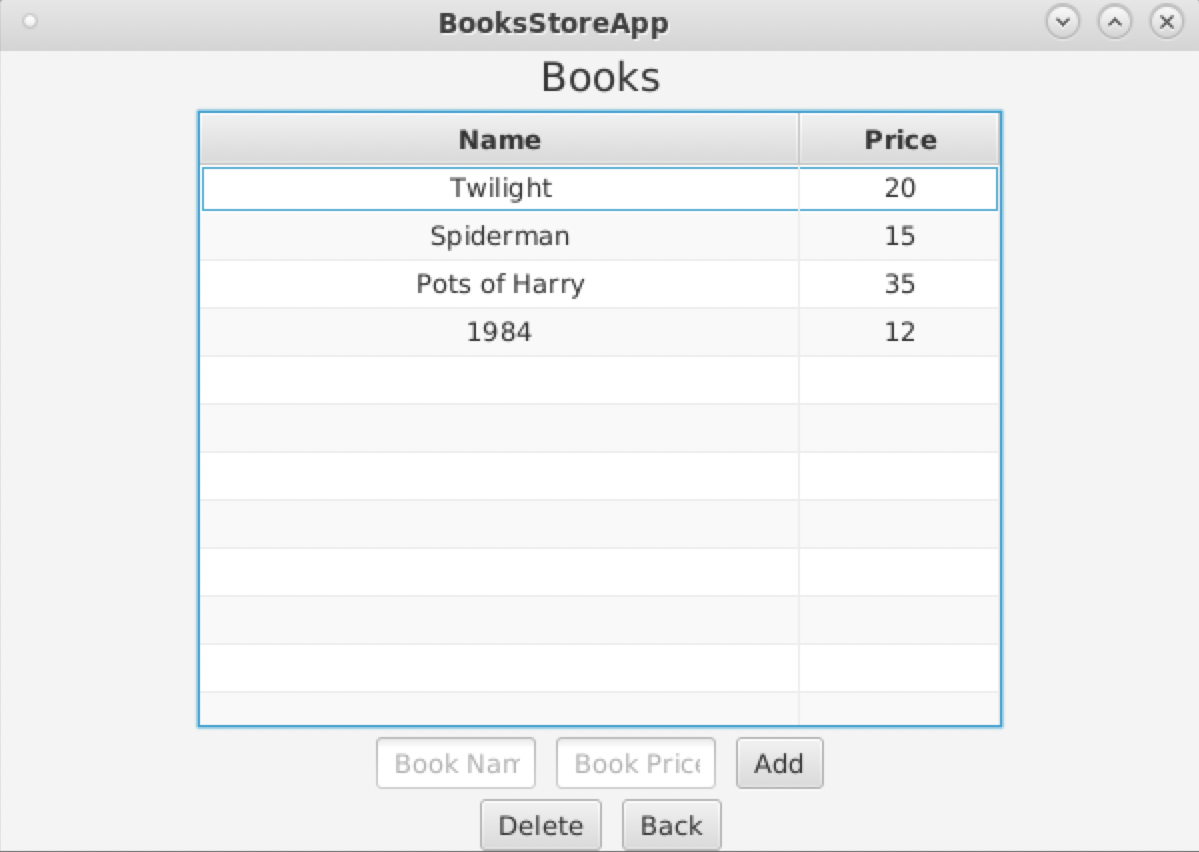 BooksStoreApp
Books
Name Price
Twilight 20
Spiderman 15
Pots of Harry 35
1984 12
Book Nam Book Price Add
Delete Back